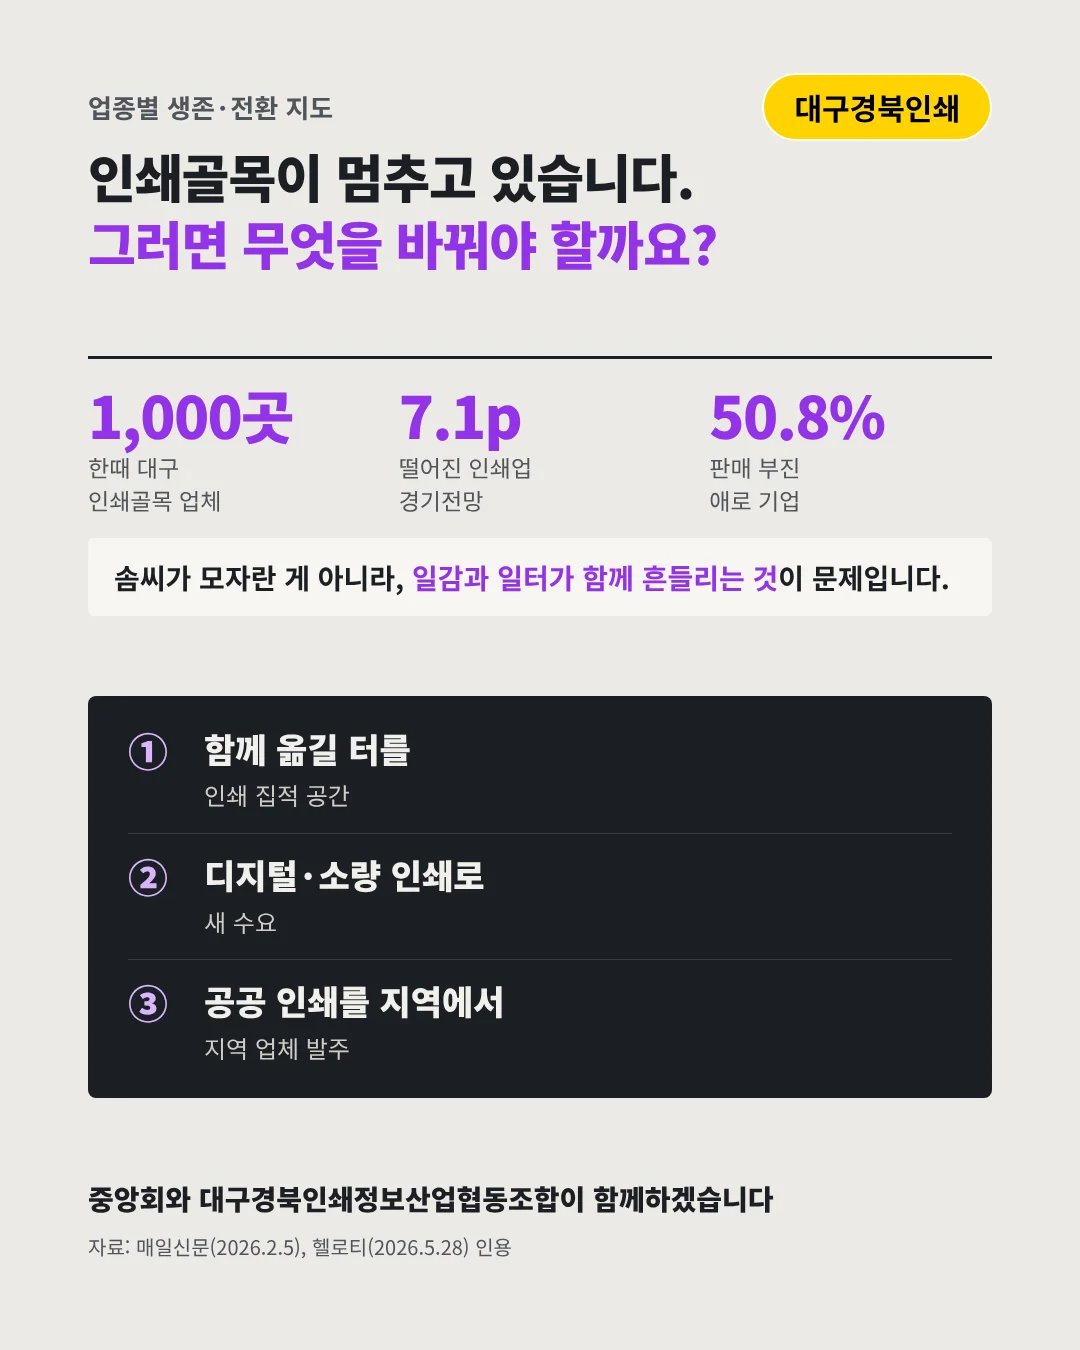 업종별 생존·전환 지도
대구경북인쇄
인쇄골목이 멈추고 있습니다.
그러면 무엇을 바꿔야 할까요?
1,000곳
한때 대구
인쇄골목 업체
7.1p
떨어진 인쇄업
경기전망
50.8%
판매 부진
애로 기업
솜씨가 모자란 게 아니라, 일감과 일터가 함께 흔들리는 것이 문제입니다.
① 함께 옮길 터를
인쇄 집적 공간
② 디지털·소량 인쇄로
새 수요
③ 공공 인쇄를 지역에서
지역 업체 발주
중앙회와 대구경북인쇄정보산업협동조합이 함께하겠습니다
자료: 매일신문(2026.2.5), 헬로티(2026.5.28) 인용